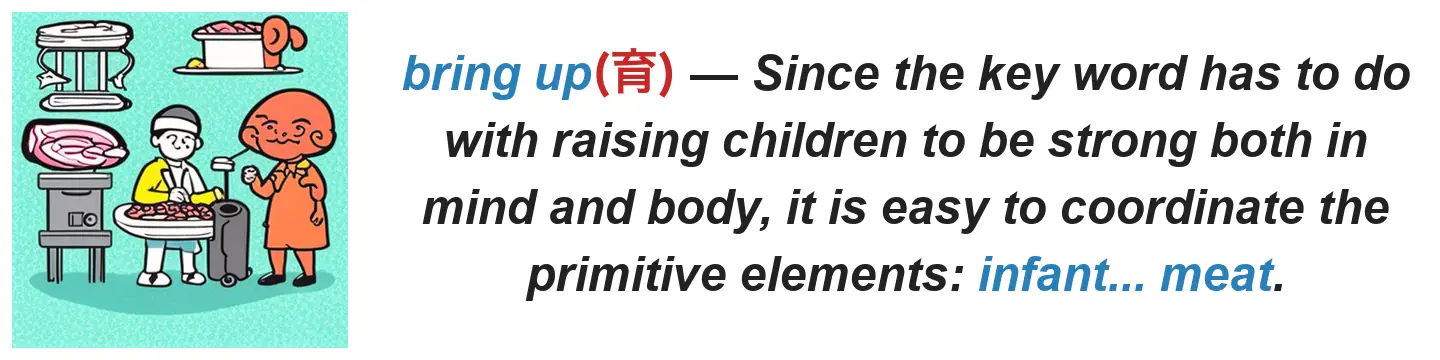 bring up(育) — Since the key word has to do
with raising children to be strong both in
mind and body, it is easy to coordinate the
primitive elements: infant... meat.